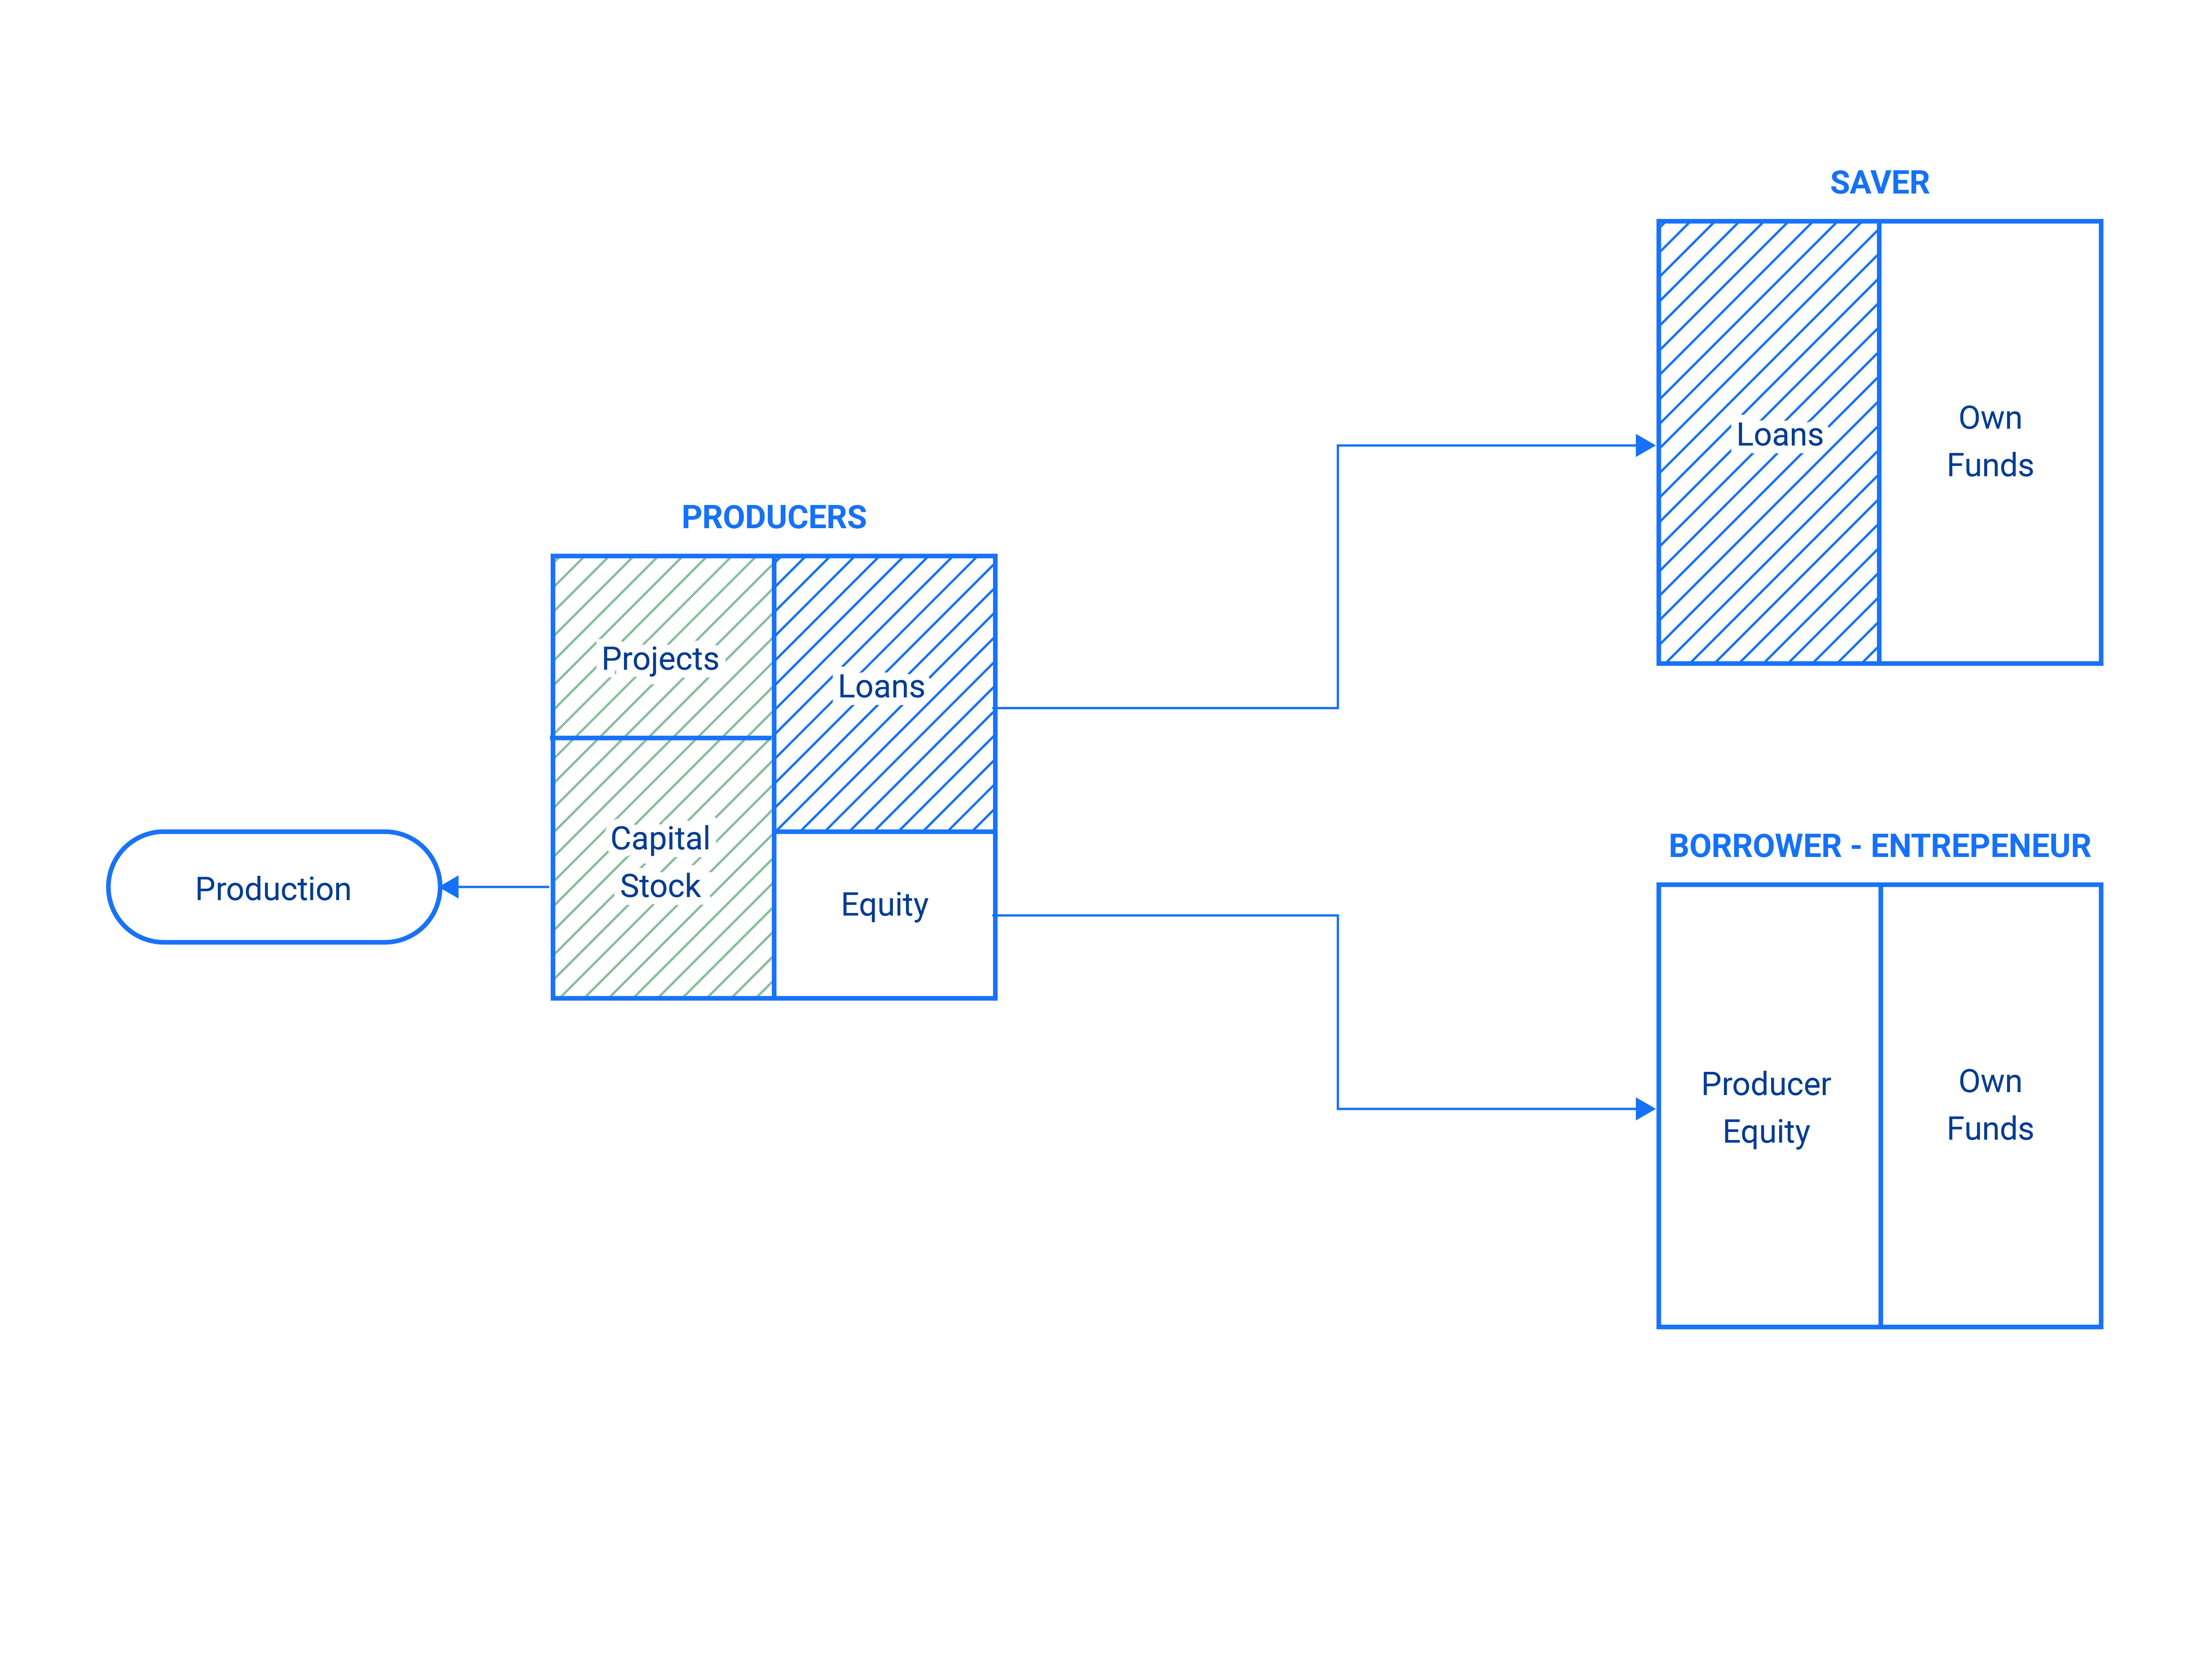 SAVER
Loans
Own
Funds
PRODUCERS
Projects
Loans
Capital
Stock
Equity
Production
BORROWER - ENTREPENEUR
Producer
Equity
Own
Funds